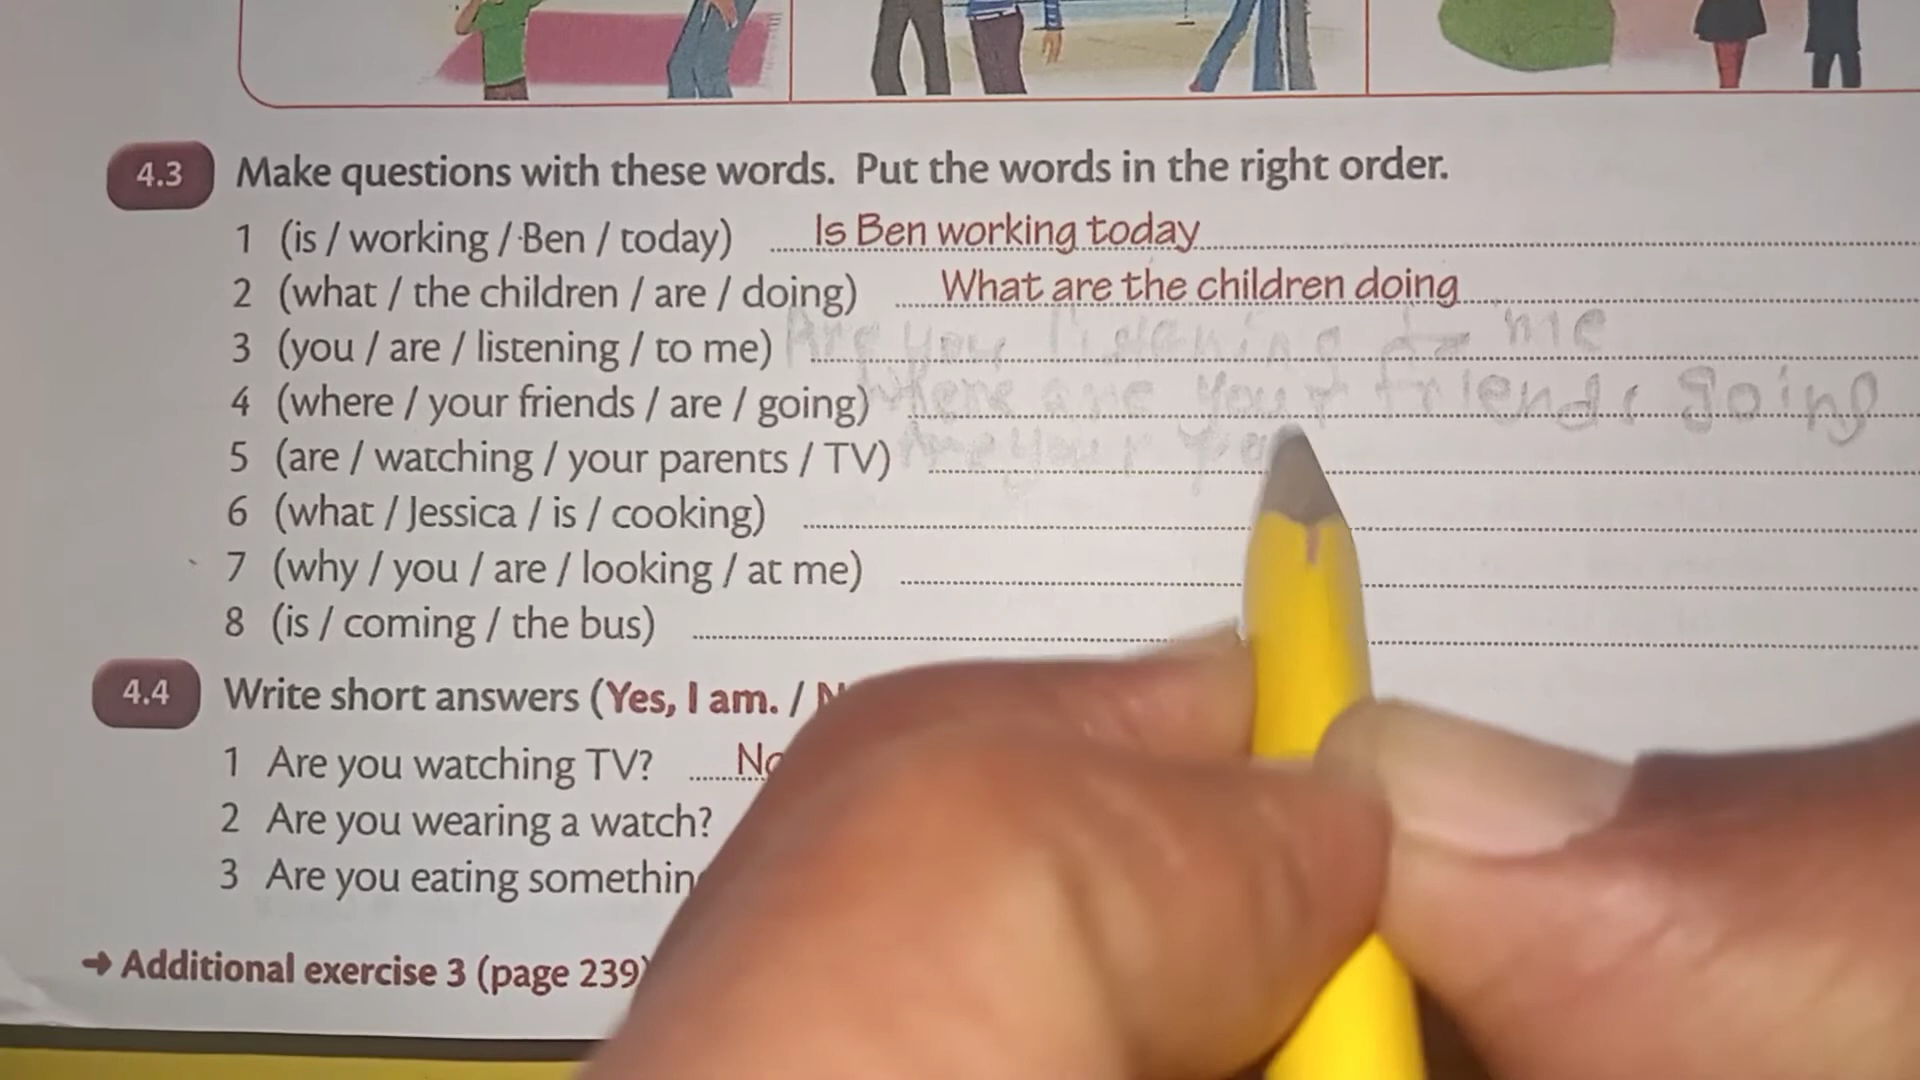 4.3 Make questions with these words. Put the words in the right order.
1 (is / working / Ben / today) Is Ben working today
2 (what / the children / are / doing) What are the children doing
3 (you / are / listening / to me) Are you listening to me
4 (where / your friends / are / going) Where are your friends going
5 (are / watching / your parents / TV) Are your
6 (what / Jessica / is / cooking)
7 (why / you / are / looking / at me)
8 (is / coming / the bus)
4.4 Write short answers (Yes, I am. /
1 Are you watching TV? No
2 Are you wearing a watch?
3 Are you eating somethin
➜ Additional exercise 3 (page 239)